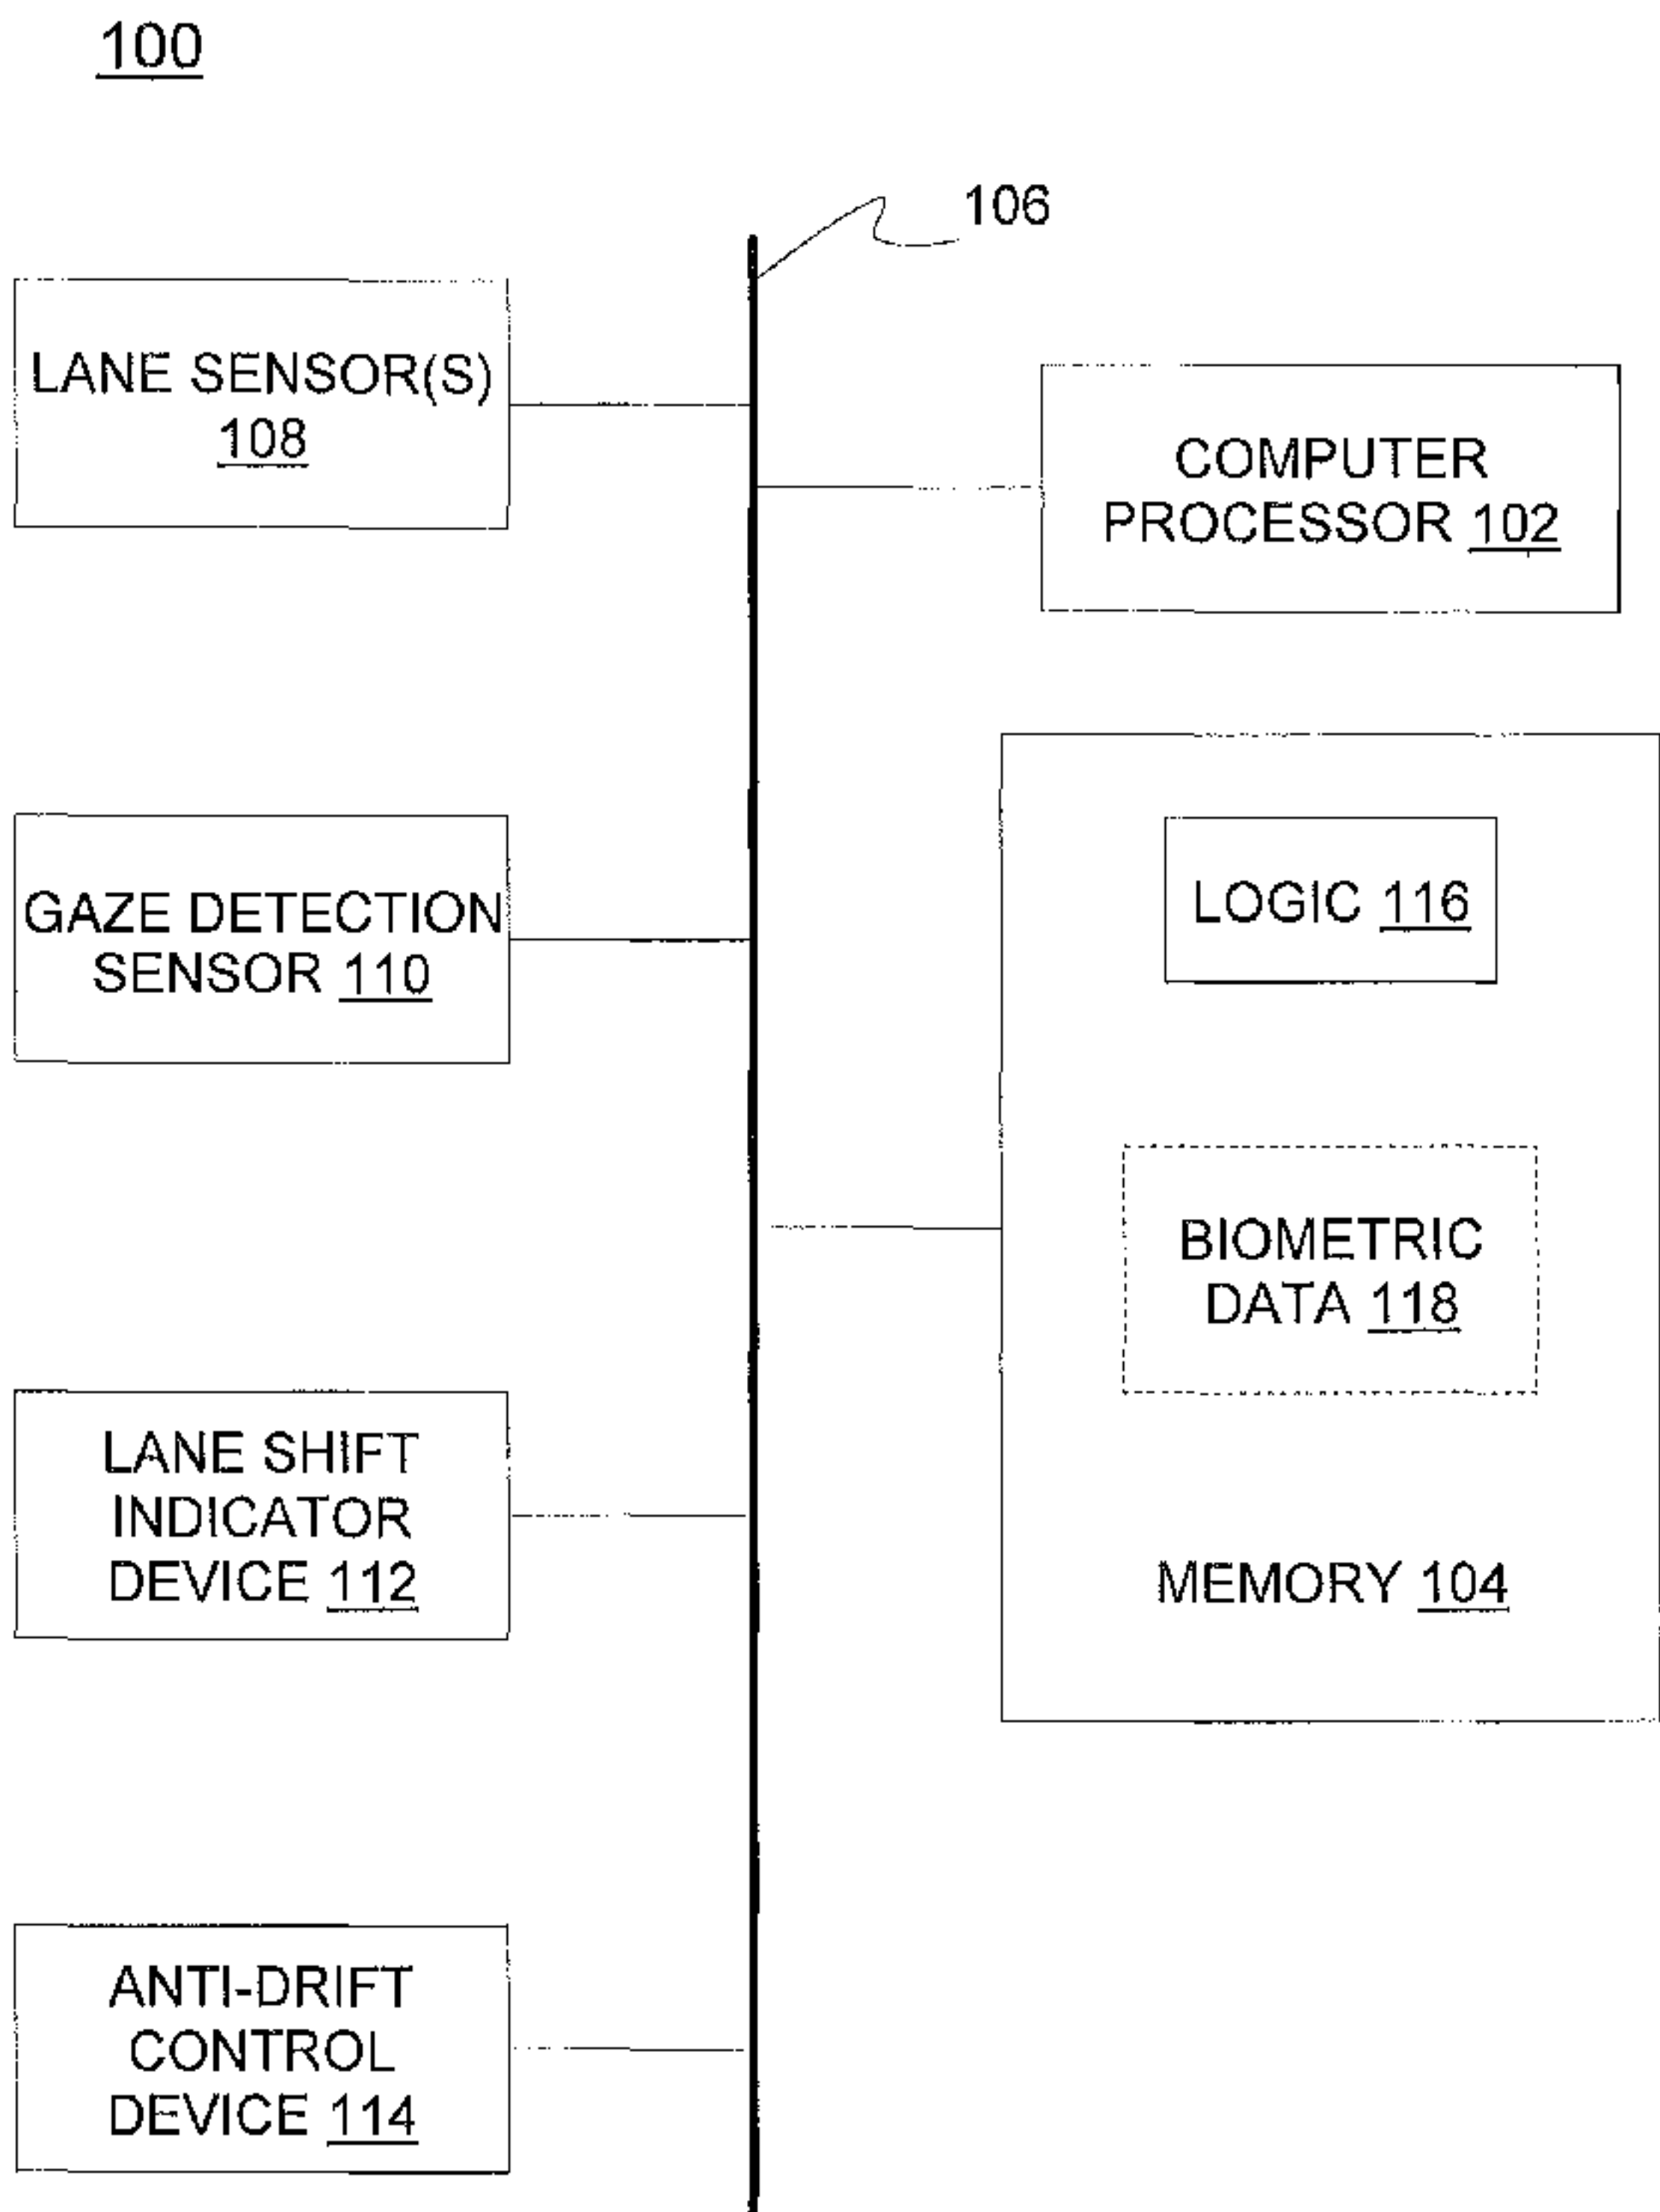 100
106
LANE SENSOR(S)
108
COMPUTER
PROCESSOR 102
GAZE DETECTION
SENSOR 110
LOGIC 116
BIOMETRIC
DATA 118
LANE SHIFT
INDICATOR
DEVICE 112
MEMORY 104
ANTI-DRIFT
CONTROL
DEVICE 114